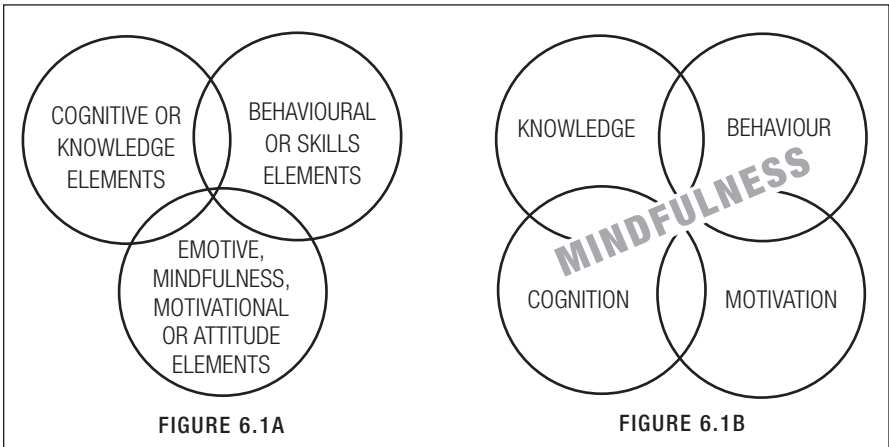 COGNITIVE OR
KNOWLEDGE
ELEMENTS
BEHAVIOURAL
OR SKILLS
ELEMENTS
EMOTIVE,
MINDFULNESS,
MOTIVATIONAL
OR ATTITUDE
ELEMENTS
FIGURE 6.1A
KNOWLEDGE
BEHAVIOUR
MINDFULNESS
COGNITION
MOTIVATION
FIGURE 6.1B